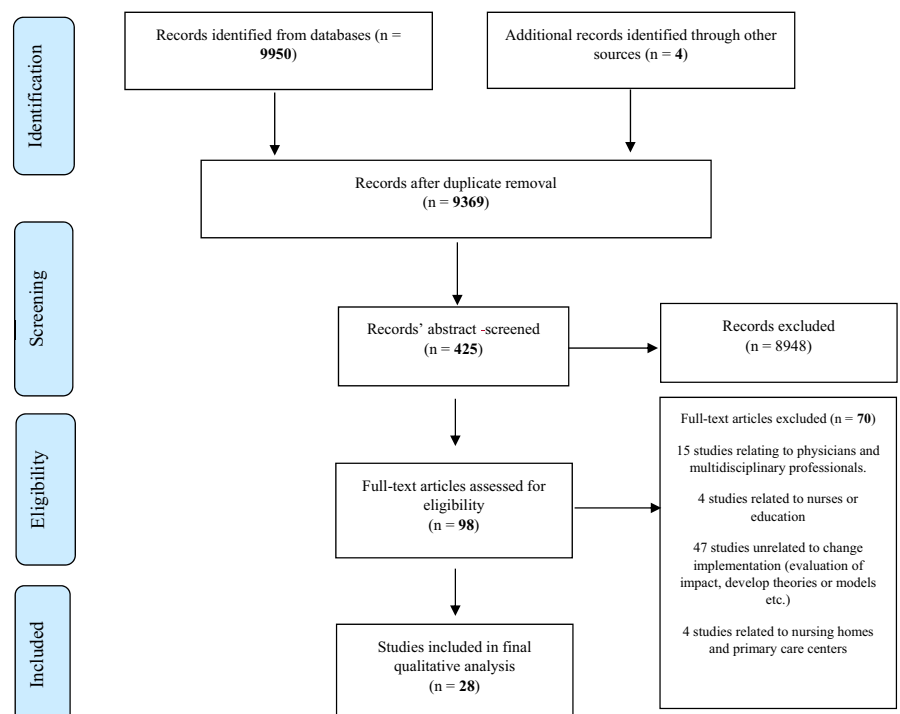 Identification
Records identified from databases (n =
9950)
Additional records identified through other
sources (n = 4)
Records after duplicate removal
(n = 9369)
Screening
Records’ abstract -screened
(n = 425)
Records excluded
(n = 8948)
Eligibility
Full-text articles assessed for
eligibility
(n = 98)
Full-text articles excluded (n = 70)
15 studies relating to physicians and
multidisciplinary professionals.
4 studies related to nurses or
education
47 studies unrelated to change
implementation (evaluation of
impact, develop theories or models
etc.)
4 studies related to nursing homes
and primary care centers
Included
Studies included in final
qualitative analysis
(n = 28)